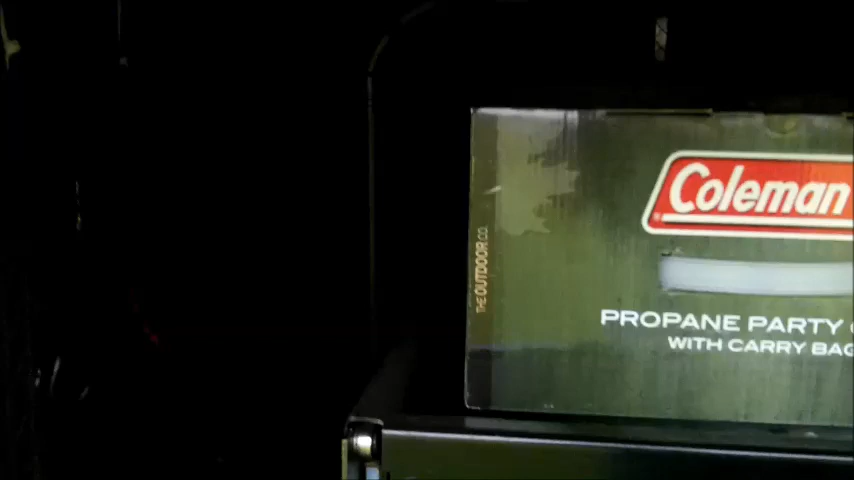 Coleman
THE OUTDOOR CO.
PROPANE PARTY
WITH CARRY BAG